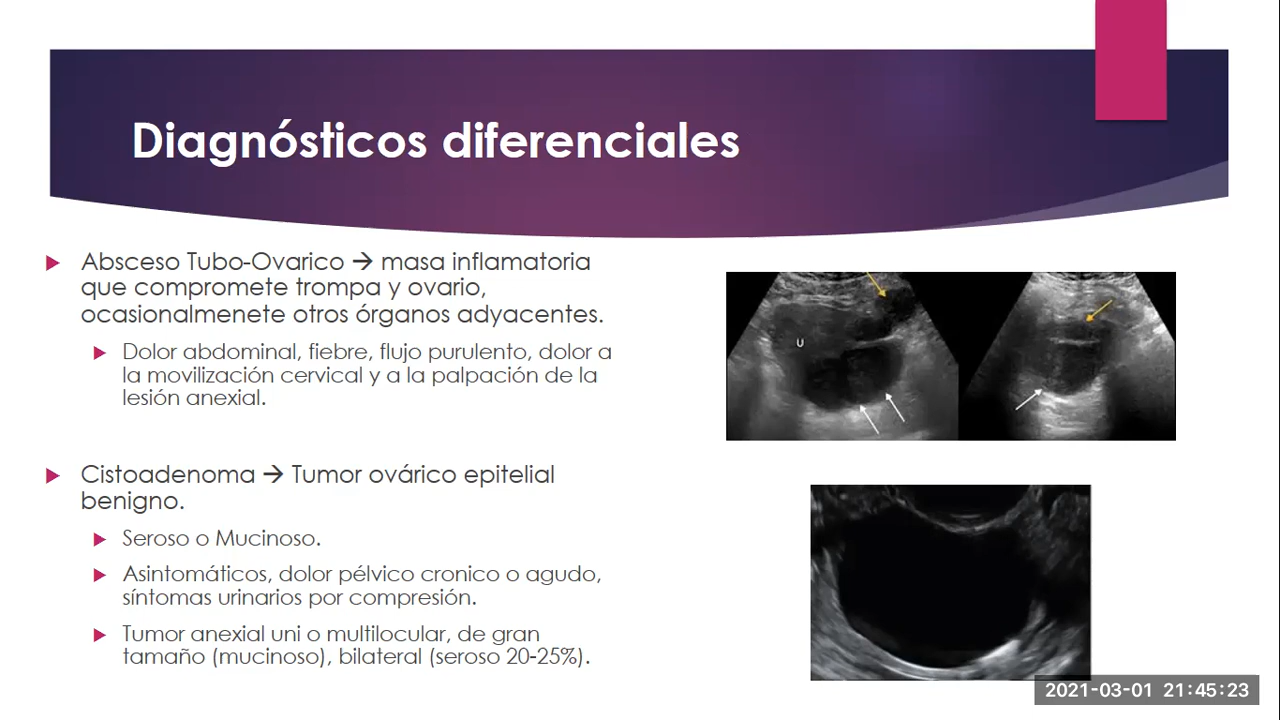 Diagnósticos diferenciales
Absceso Tubo-Ovarico → masa inflamatoria
que compromete trompa y ovario,
ocasionalmenete otros órganos adyacentes.
Dolor abdominal, fiebre, flujo purulento, dolor a
la movilización cervical y a la palpación de la
lesión anexial.
U
Cistoadenoma → Tumor ovárico epitelial
benigno.
Seroso o Mucinoso.
Asintomáticos, dolor pélvico cronico o agudo,
síntomas urinarios por compresión.
Tumor anexial uni o multilocular, de gran
tamaño (mucinoso), bilateral (seroso 20-25%).
2021-03-01 21:45:23